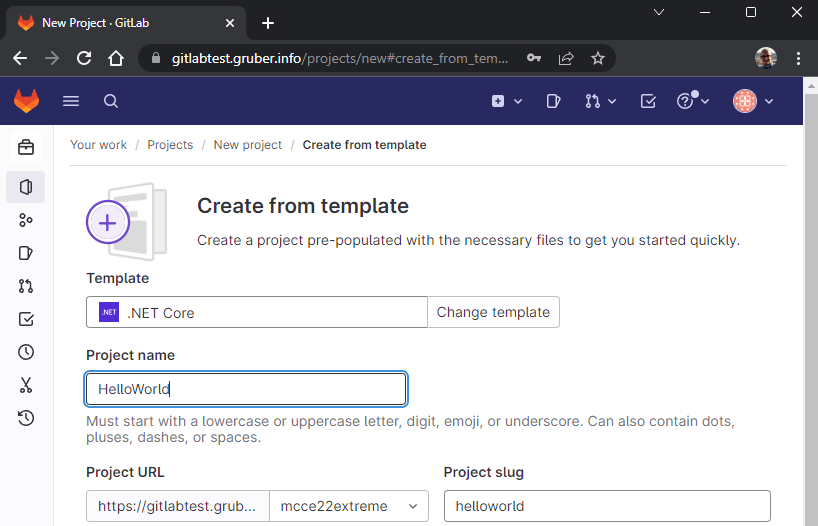 New Project · GitLab
gitlabtest.gruber.info/projects/new#create_from_tem...
Your work / Projects / New project / Create from template
Create from template
Create a project pre-populated with the necessary files to get you started quickly.
Template
.NET .NET Core Change template
Project name
HelloWorld
Must start with a lowercase or uppercase letter, digit, emoji, or underscore. Can also contain dots,
pluses, dashes, or spaces.
Project URL Project slug
https://gitlabtest.grub... mcce22extreme helloworld